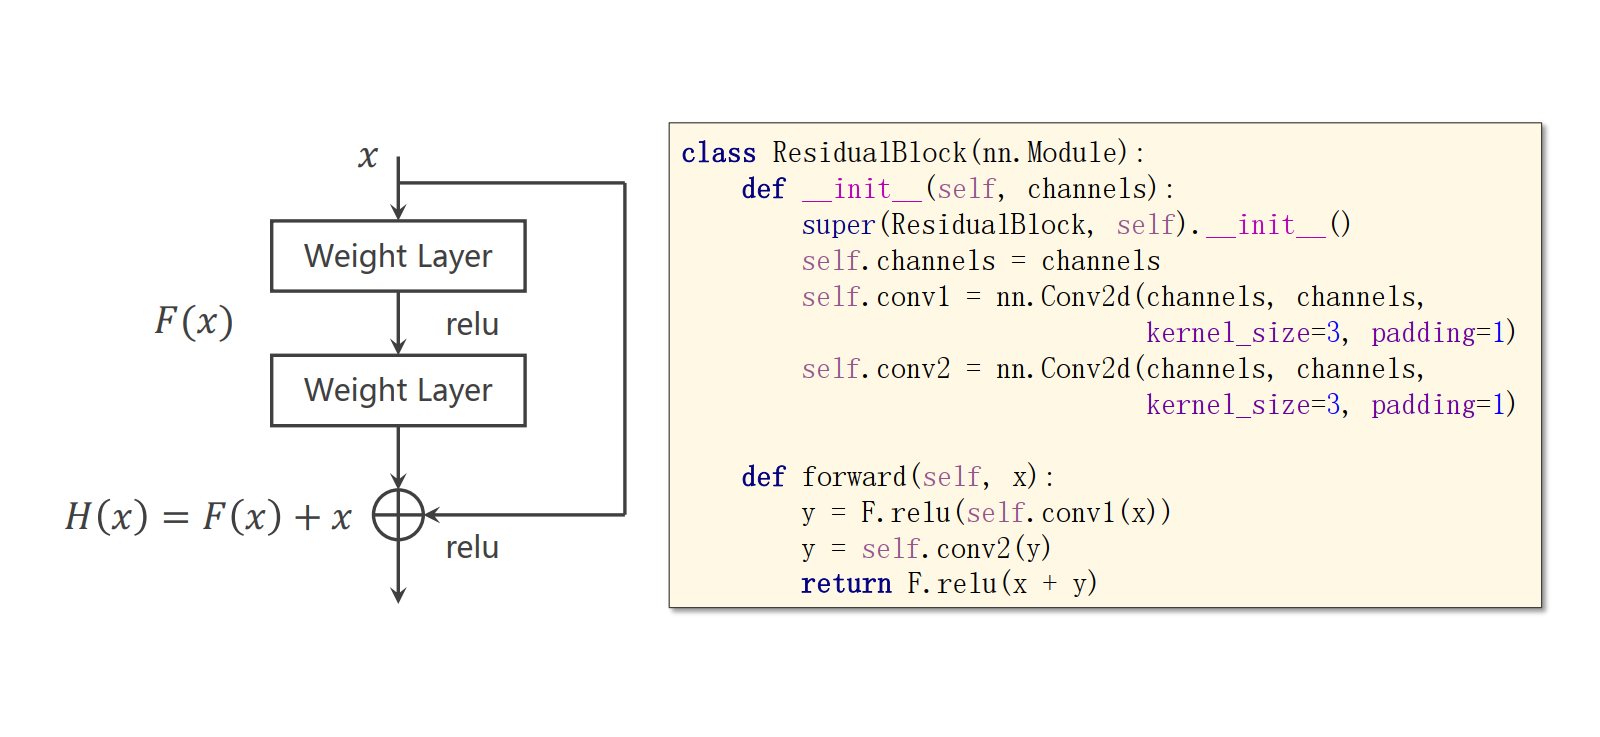 x
Weight Layer
F(x)
relu
Weight Layer
H(x) = F(x) + x
relu
class ResidualBlock(nn.Module):
    def __init__(self, channels):
        super(ResidualBlock, self).__init__()
        self.channels = channels
        self.conv1 = nn.Conv2d(channels, channels,
                               kernel_size=3, padding=1)
        self.conv2 = nn.Conv2d(channels, channels,
                               kernel_size=3, padding=1)
    def forward(self, x):
        y = F.relu(self.conv1(x))
        y = self.conv2(y)
        return F.relu(x + y)